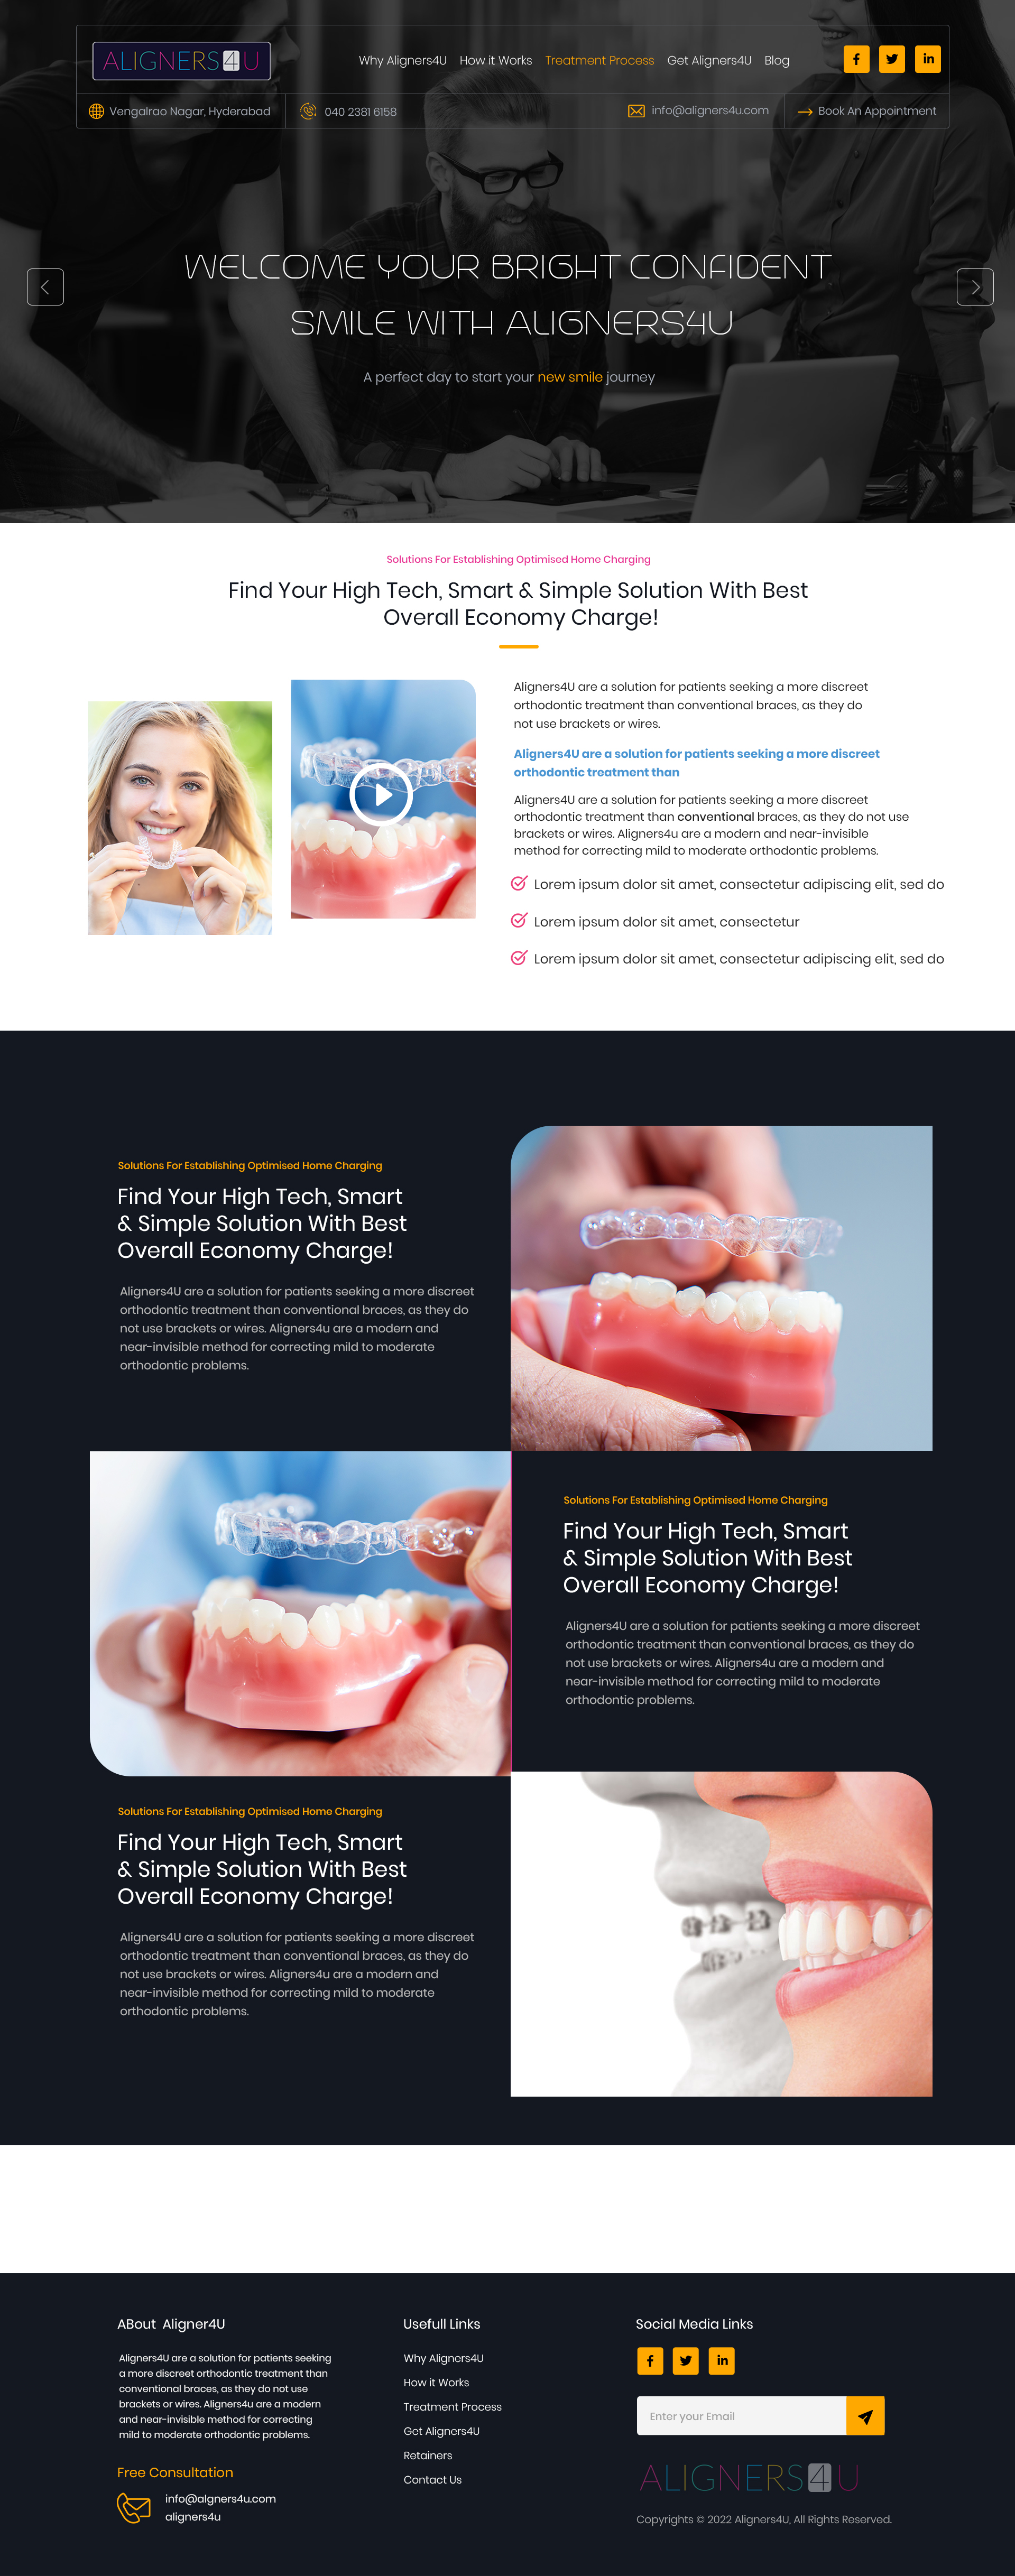 ALIGNERS4U
Why Aligners4U How it Works Treatment Process Get Aligners4U Blog
Vengalrao Nagar, Hyderabad
040 2381 6158
info@aligners4u.com
Book An Appointment
WELCOME YOUR BRIGHT CONFIDENT
SMILE WITH ALIGNERS4U
A perfect day to start your new smile journey
Solutions For Establishing Optimised Home Charging
Find Your High Tech, Smart & Simple Solution With Best
Overall Economy Charge!
Aligners4U are a solution for patients seeking a more discreet
orthodontic treatment than conventional braces, as they do
not use brackets or wires.
Aligners4U are a solution for patients seeking a more discreet
orthodontic treatment than
Aligners4U are a solution for patients seeking a more discreet
orthodontic treatment than conventional braces, as they do not use
brackets or wires. Aligners4u are a modern and near-invisible
method for correcting mild to moderate orthodontic problems.
Lorem ipsum dolor sit amet, consectetur adipiscing elit, sed do
Lorem ipsum dolor sit amet, consectetur
Lorem ipsum dolor sit amet, consectetur adipiscing elit, sed do
Solutions For Establishing Optimised Home Charging
Find Your High Tech, Smart
& Simple Solution With Best
Overall Economy Charge!
Aligners4U are a solution for patients seeking a more discreet
orthodontic treatment than conventional braces, as they do
not use brackets or wires. Aligners4u are a modern and
near-invisible method for correcting mild to moderate
orthodontic problems.
Solutions For Establishing Optimised Home Charging
Find Your High Tech, Smart
& Simple Solution With Best
Overall Economy Charge!
Aligners4U are a solution for patients seeking a more discreet
orthodontic treatment than conventional braces, as they do
not use brackets or wires. Aligners4u are a modern and
near-invisible method for correcting mild to moderate
orthodontic problems.
Solutions For Establishing Optimised Home Charging
Find Your High Tech, Smart
& Simple Solution With Best
Overall Economy Charge!
Aligners4U are a solution for patients seeking a more discreet
orthodontic treatment than conventional braces, as they do
not use brackets or wires. Aligners4u are a modern and
near-invisible method for correcting mild to moderate
orthodontic problems.
ABout Aligner4U
Aligners4U are a solution for patients seeking
a more discreet orthodontic treatment than
conventional braces, as they do not use
brackets or wires. Aligners4u are a modern
and near-invisible method for correcting
mild to moderate orthodontic problems.
Free Consultation
info@algners4u.com
aligners4u
Usefull Links
Why Aligners4U
How it Works
Treatment Process
Get Aligners4U
Retainers
Contact Us
Social Media Links
Enter your Email
ALIGNERS4U
Copyrights © 2022 Aligners4U, All Rights Reserved.